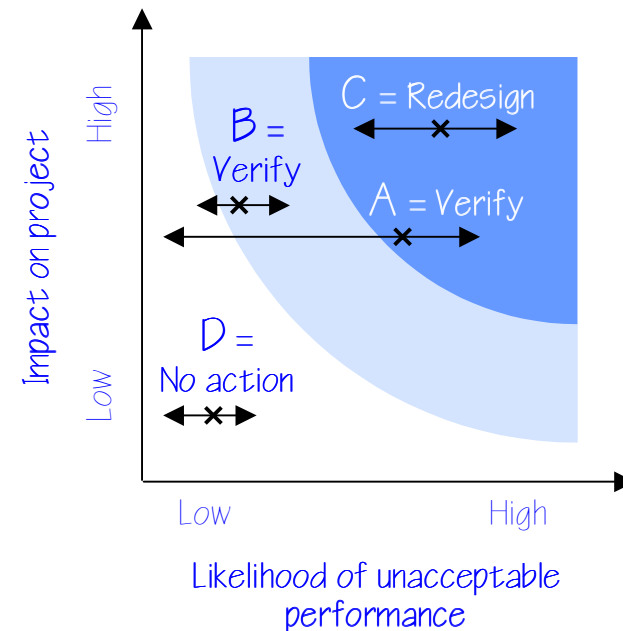 Impact on project
High
Low
C = Redesign
B =
Verify
A = Verify
D =
No action
Low
High
Likelihood of unacceptable
performance